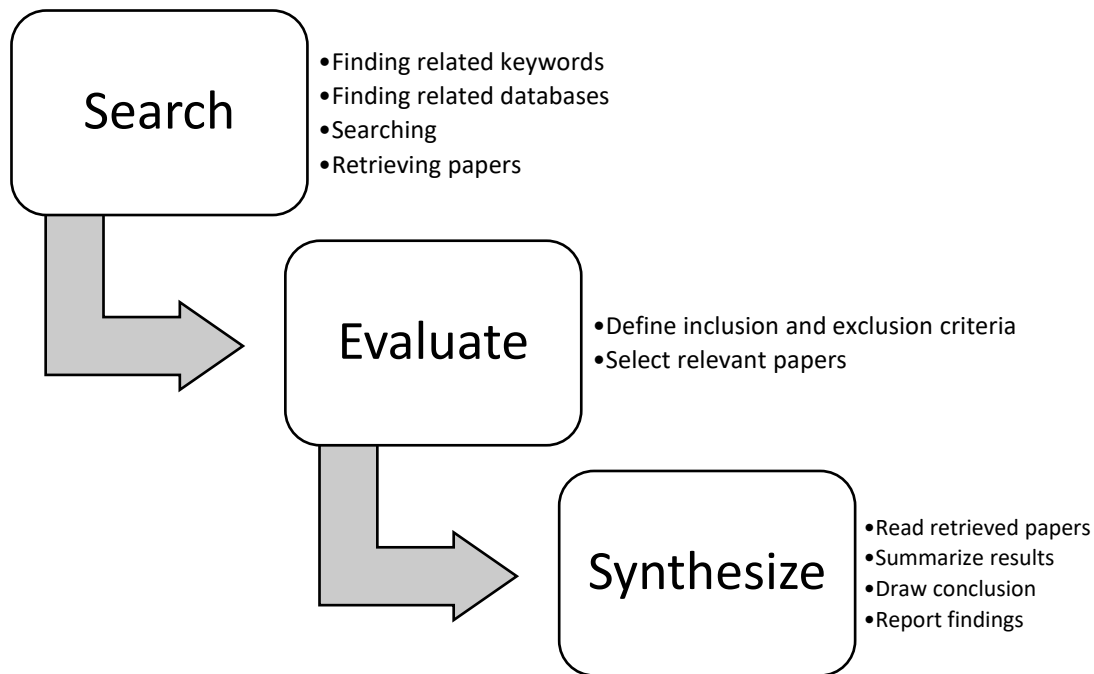 Search
•Finding related keywords
•Finding related databases
•Searching
•Retrieving papers
Evaluate
•Define inclusion and exclusion criteria
•Select relevant papers
Synthesize
•Read retrieved papers
•Summarize results
•Draw conclusion
•Report findings